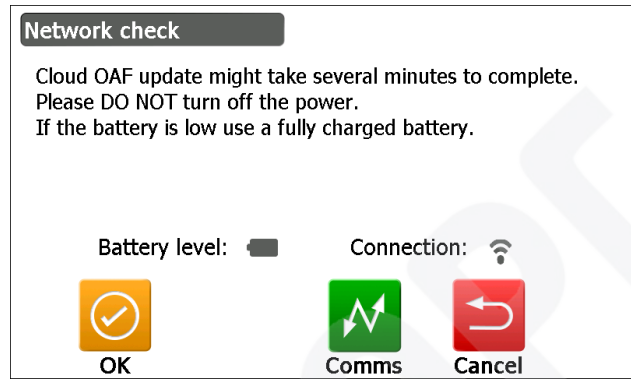 Network check
Cloud OAF update might take several minutes to complete.
Please DO NOT turn off the power.
If the battery is low use a fully charged battery.
Battery level: Connection:
OK Comms Cancel